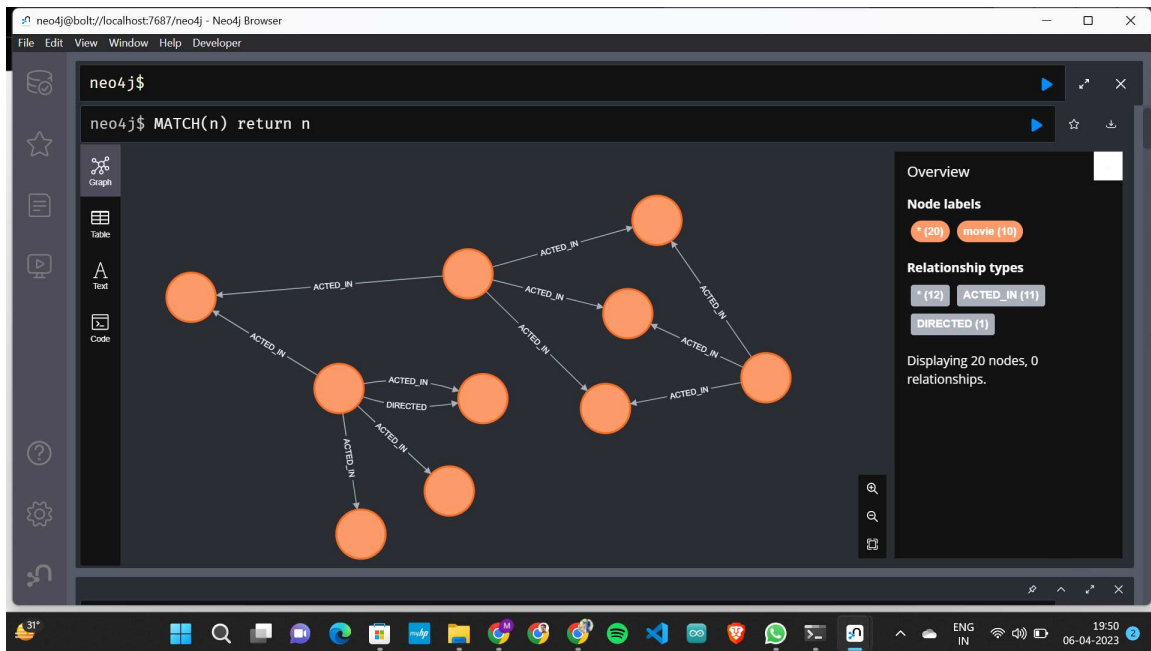 neo4j@bolt://localhost:7687/neo4j - Neo4j Browser
File Edit View Window Help Developer
neo4j$
neo4j$ MATCH(n) return n
Graph
Table
A
Text
Code
ACTED_IN
ACTED_IN
ACTED_IN
ACTED_IN
ACTED_IN
ACTED_IN
ACTED_IN
ACTED_IN
ACTED_IN
DIRECTED
ACTED_IN
ACTED_IN
Overview
Node labels
* (20) movie (10)
Relationship types
* (12) ACTED_IN (11)
DIRECTED (1)
Displaying 20 nodes, 0
relationships.
31°
myhp
M
ENG
IN
19:50
06-04-2023
2